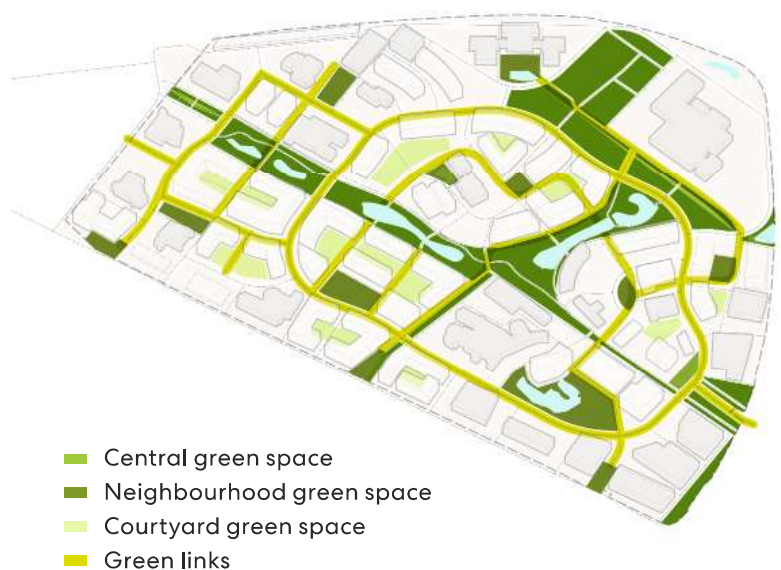 Central green space
Neighbourhood green space
Courtyard green space
Green links